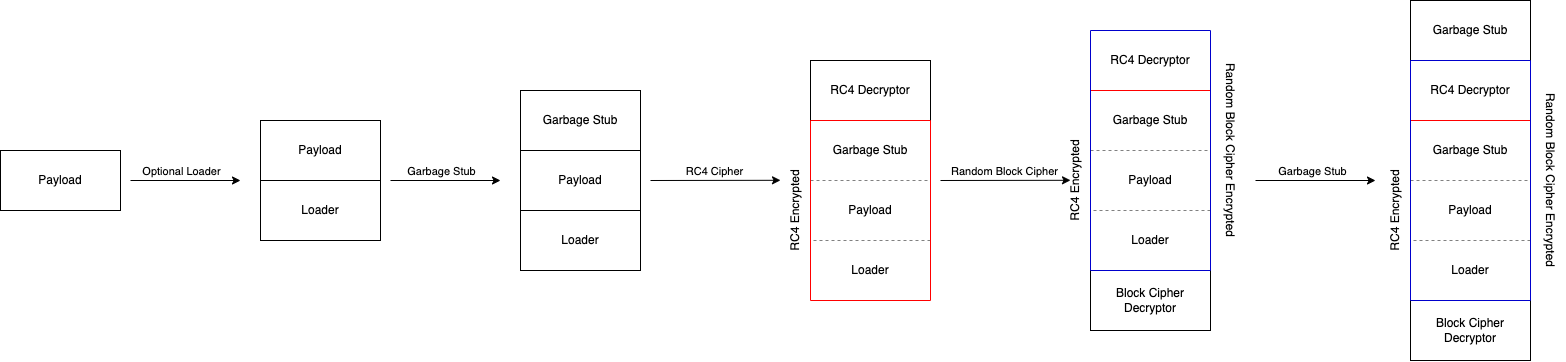 Payload
Optional Loader
Payload
Loader
Garbage Stub
Garbage Stub
Payload
Loader
RC4 Cipher
RC4 Encrypted
RC4 Decryptor
Garbage Stub
Payload
Loader
Random Block Cipher
RC4 Encrypted
RC4 Decryptor
Garbage Stub
Payload
Loader
Block Cipher
Decryptor
Random Block Cipher Encrypted
Garbage Stub
RC4 Encrypted
Garbage Stub
RC4 Decryptor
Garbage Stub
Payload
Loader
Block Cipher
Decryptor
Random Block Cipher Encrypted